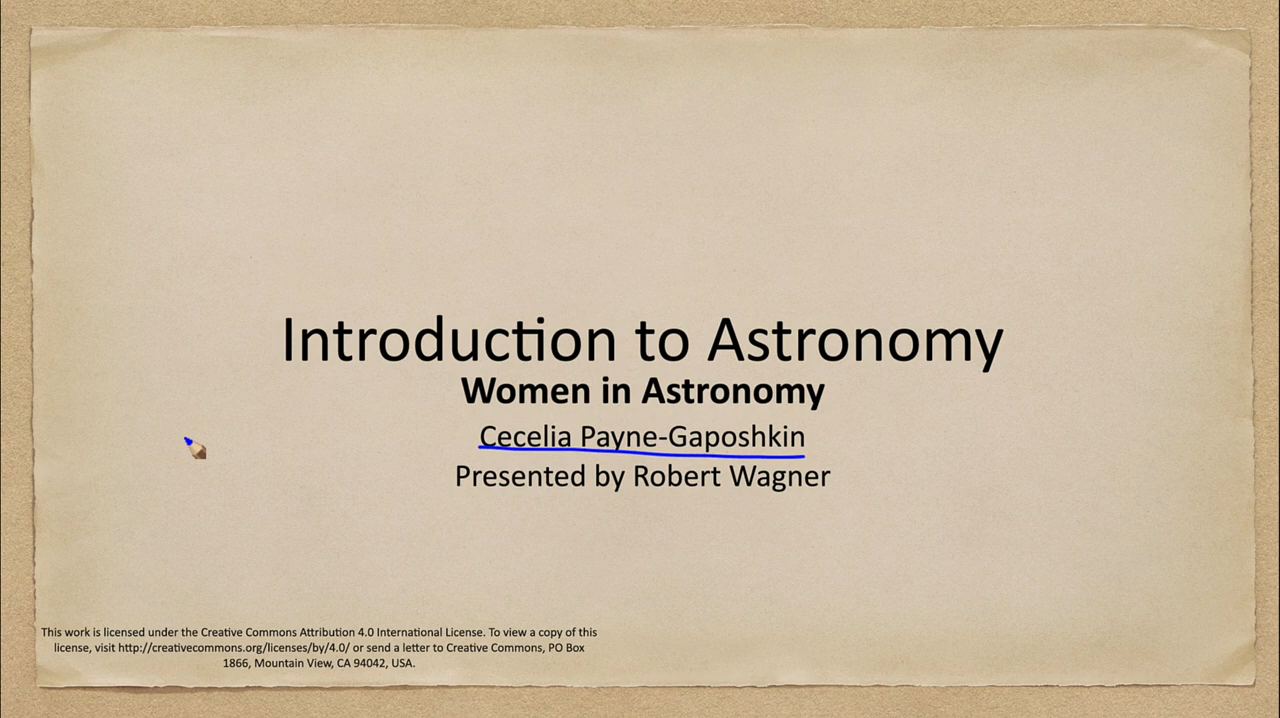 Introduction to Astronomy
Women in Astronomy
Cecelia Payne-Gaposhkin
Presented by Robert Wagner
This work is licensed under the Creative Commons Attribution 4.0 International License. To view a copy of this
license, visit http://creativecommons.org/licenses/by/4.0/ or send a letter to Creative Commons, PO Box
1866, Mountain View, CA 94042, USA.